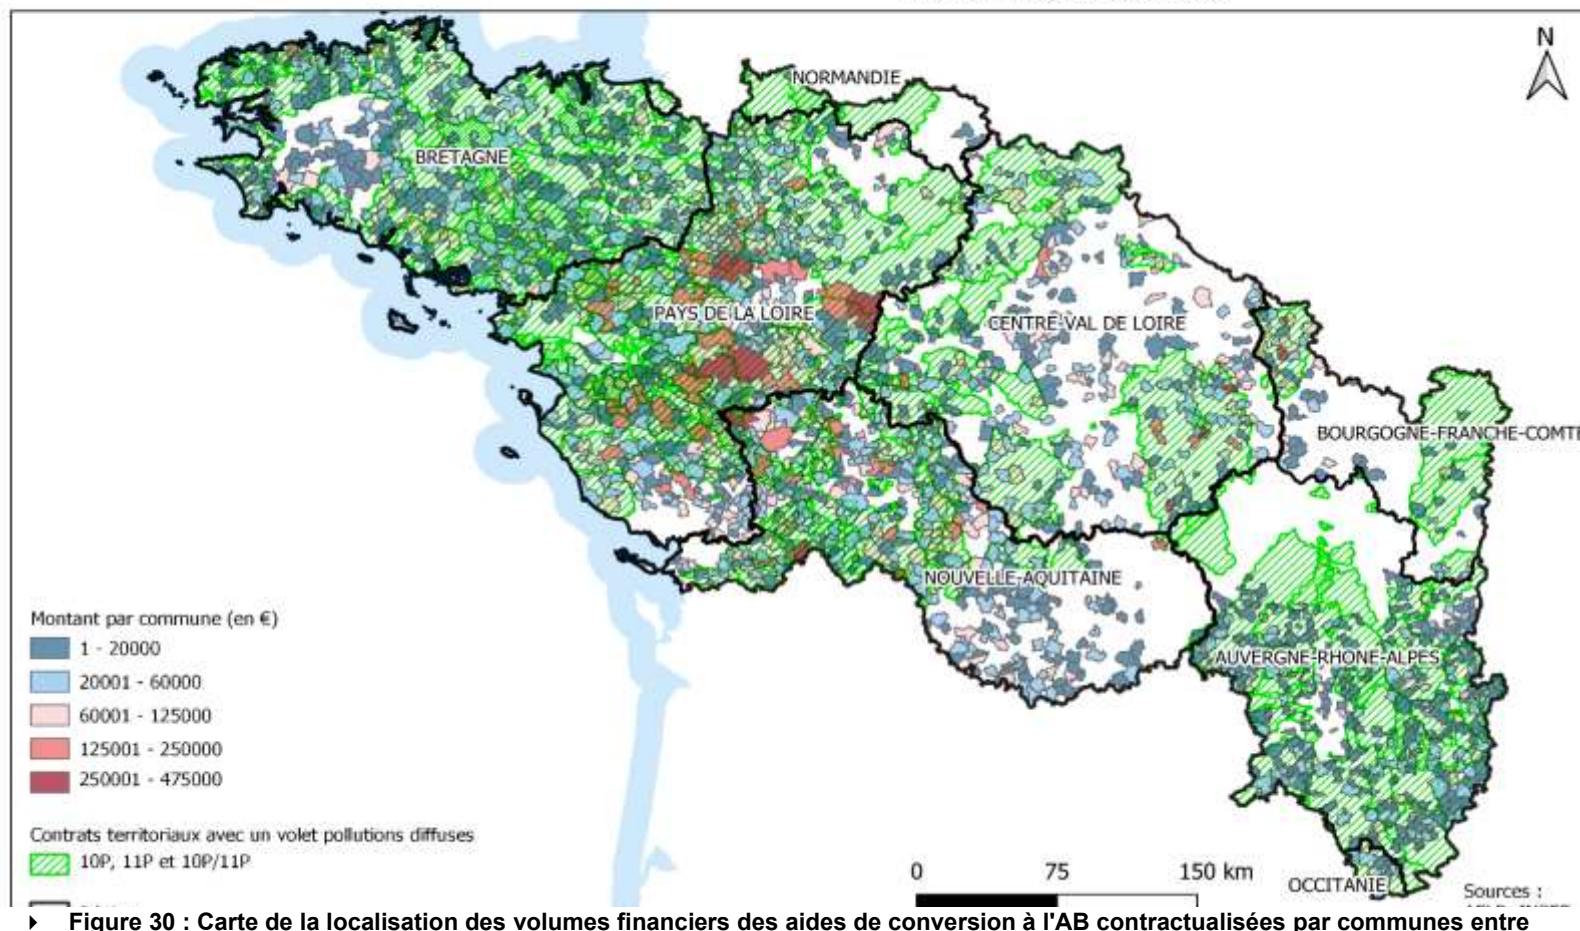 N
NORMANDIE
BRETAGNE
PAYS DE LA LOIRE
CENTRE-VAL DE LOIRE
BOURGOGNE-FRANCHE-COMTE
NOUVELLE-AQUITAINE
AUVERGNE-RHONE-ALPES
OCCITANIE
Montant par commune (en €)
1 - 20000
20001 - 60000
60001 - 125000
125001 - 250000
250001 - 475000
Contrats territoriaux avec un volet pollutions diffuses
10P, 11P et 10P/11P
0 75 150 km
Sources :
Figure 30 : Carte de la localisation des volumes financiers des aides de conversion à l'AB contractualisées par communes entre